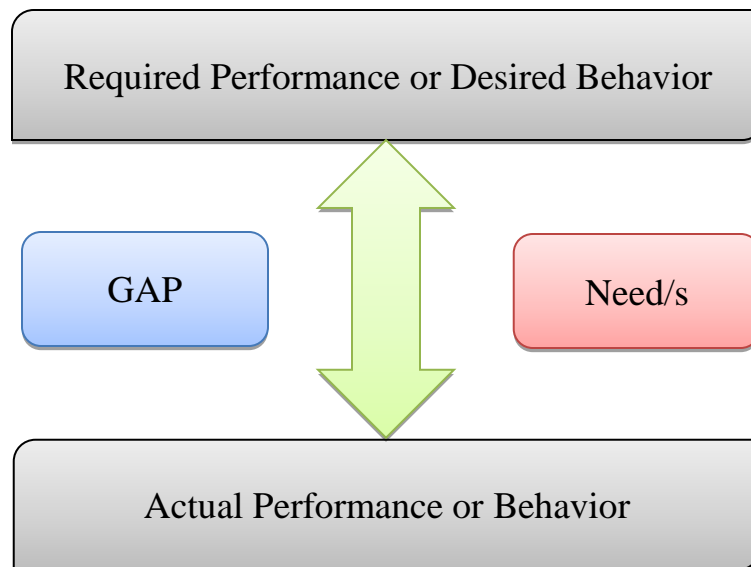 Required Performance or Desired Behavior
GAP
Need/s
Actual Performance or Behavior